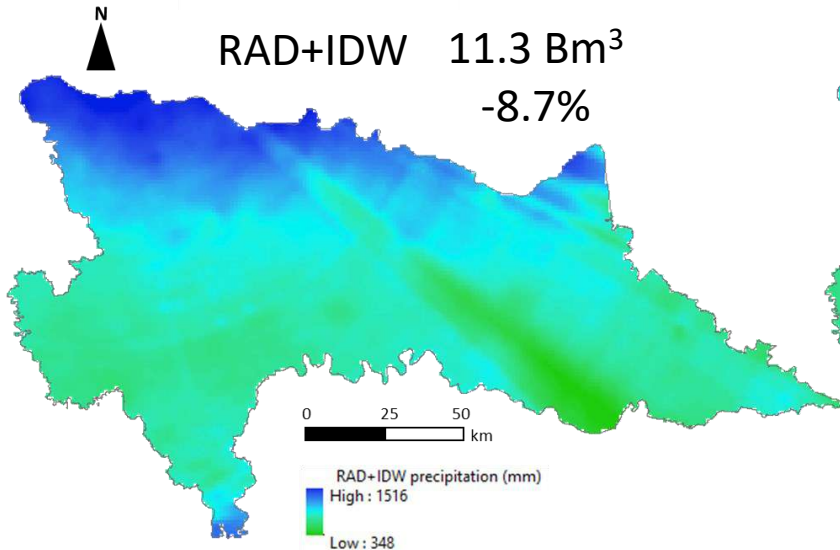 N
RAD+IDW 11.3 Bm³
-8.7%
0 25 50
km
RAD+IDW precipitation (mm)
High : 1516
Low : 348